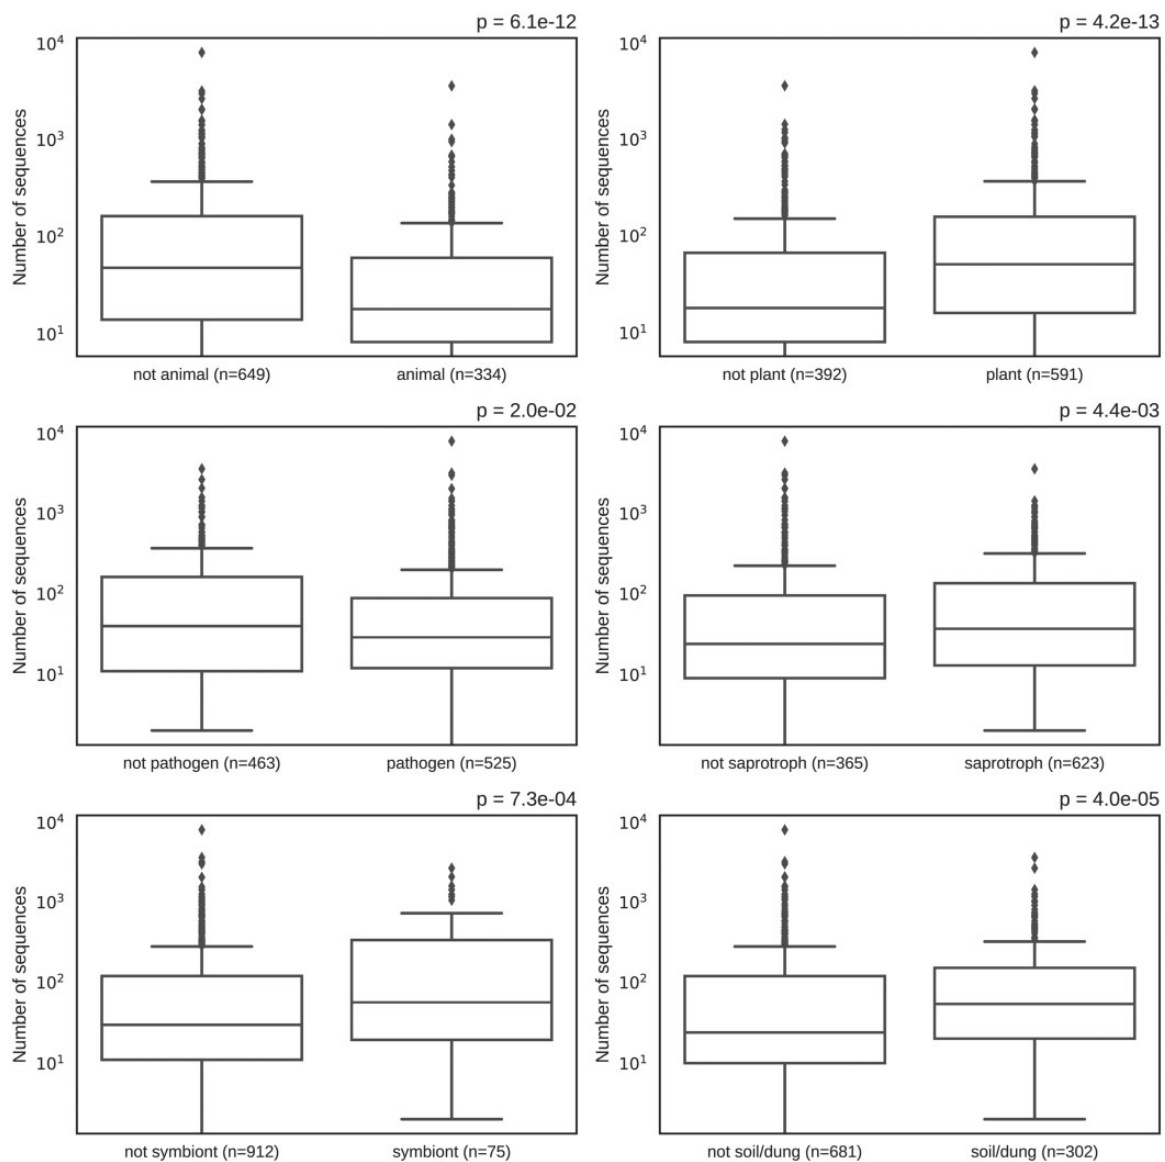 p = 6.1e-12
10⁴
10³
10²
10¹
Number of sequences
not animal (n=649)
animal (n=334)
p = 4.2e-13
10⁴
10³
10²
10¹
Number of sequences
not plant (n=392)
plant (n=591)
p = 2.0e-02
10⁴
10³
10²
10¹
Number of sequences
not pathogen (n=463)
pathogen (n=525)
p = 4.4e-03
10⁴
10³
10²
10¹
Number of sequences
not saprotroph (n=365)
saprotroph (n=623)
p = 7.3e-04
10⁴
10³
10²
10¹
Number of sequences
not symbiont (n=912)
symbiont (n=75)
p = 4.0e-05
10⁴
10³
10²
10¹
Number of sequences
not soil/dung (n=681)
soil/dung (n=302)